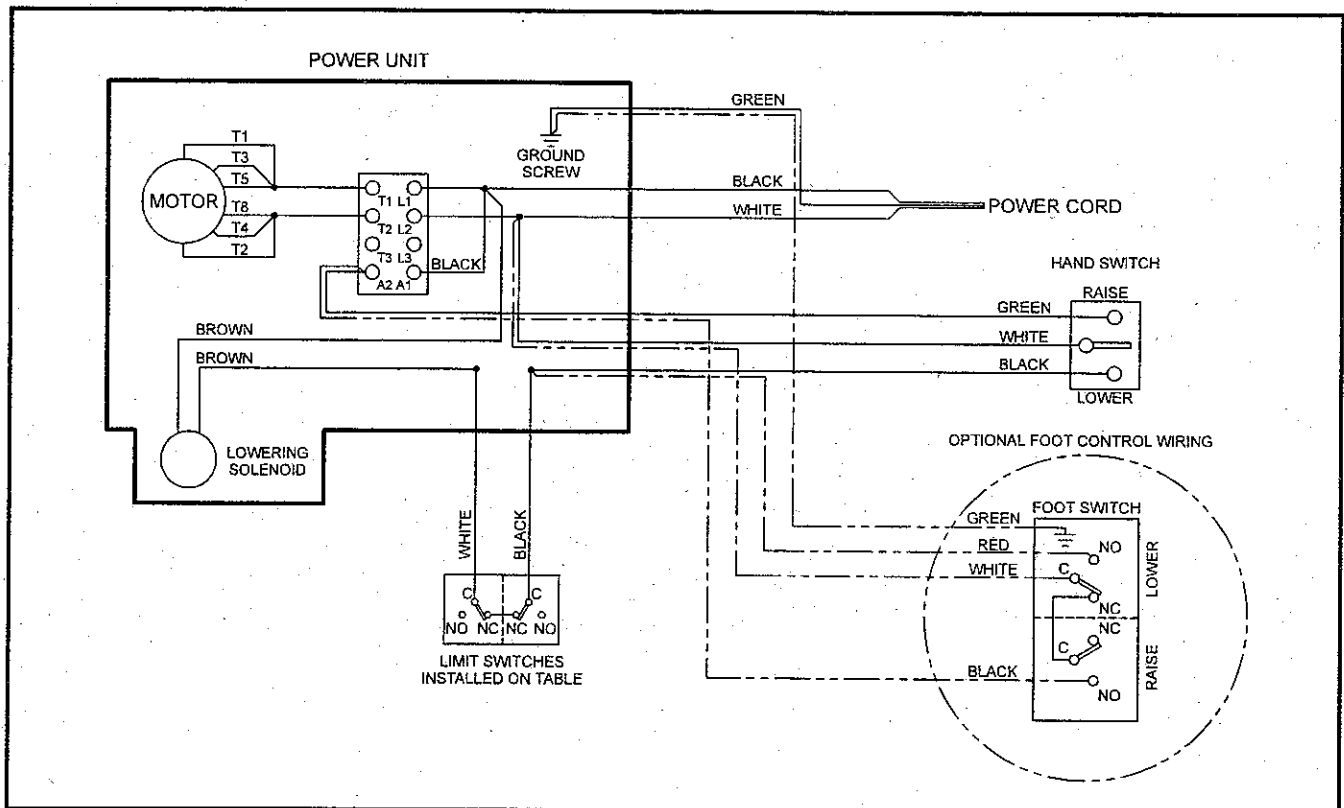 POWER UNIT
GREEN
T1
T3
T5
MOTOR
T8
T4
T2
GROUND
SCREW
T1 L1
T2 L2
T3 L3
A2 A1
BLACK
BLACK
WHITE
POWER CORD
HAND SWITCH
RAISE
GREEN
WHITE
BLACK
LOWER
BROWN
BROWN
LOWERING
SOLENOID
WHITE
BLACK
C C
NO NC NC NO
LIMIT SWITCHES
INSTALLED ON TABLE
OPTIONAL FOOT CONTROL WIRING
FOOT SWITCH
GREEN
RED
NO
WHITE
C
NC
LOWER
NC
C
RAISE
BLACK
NO